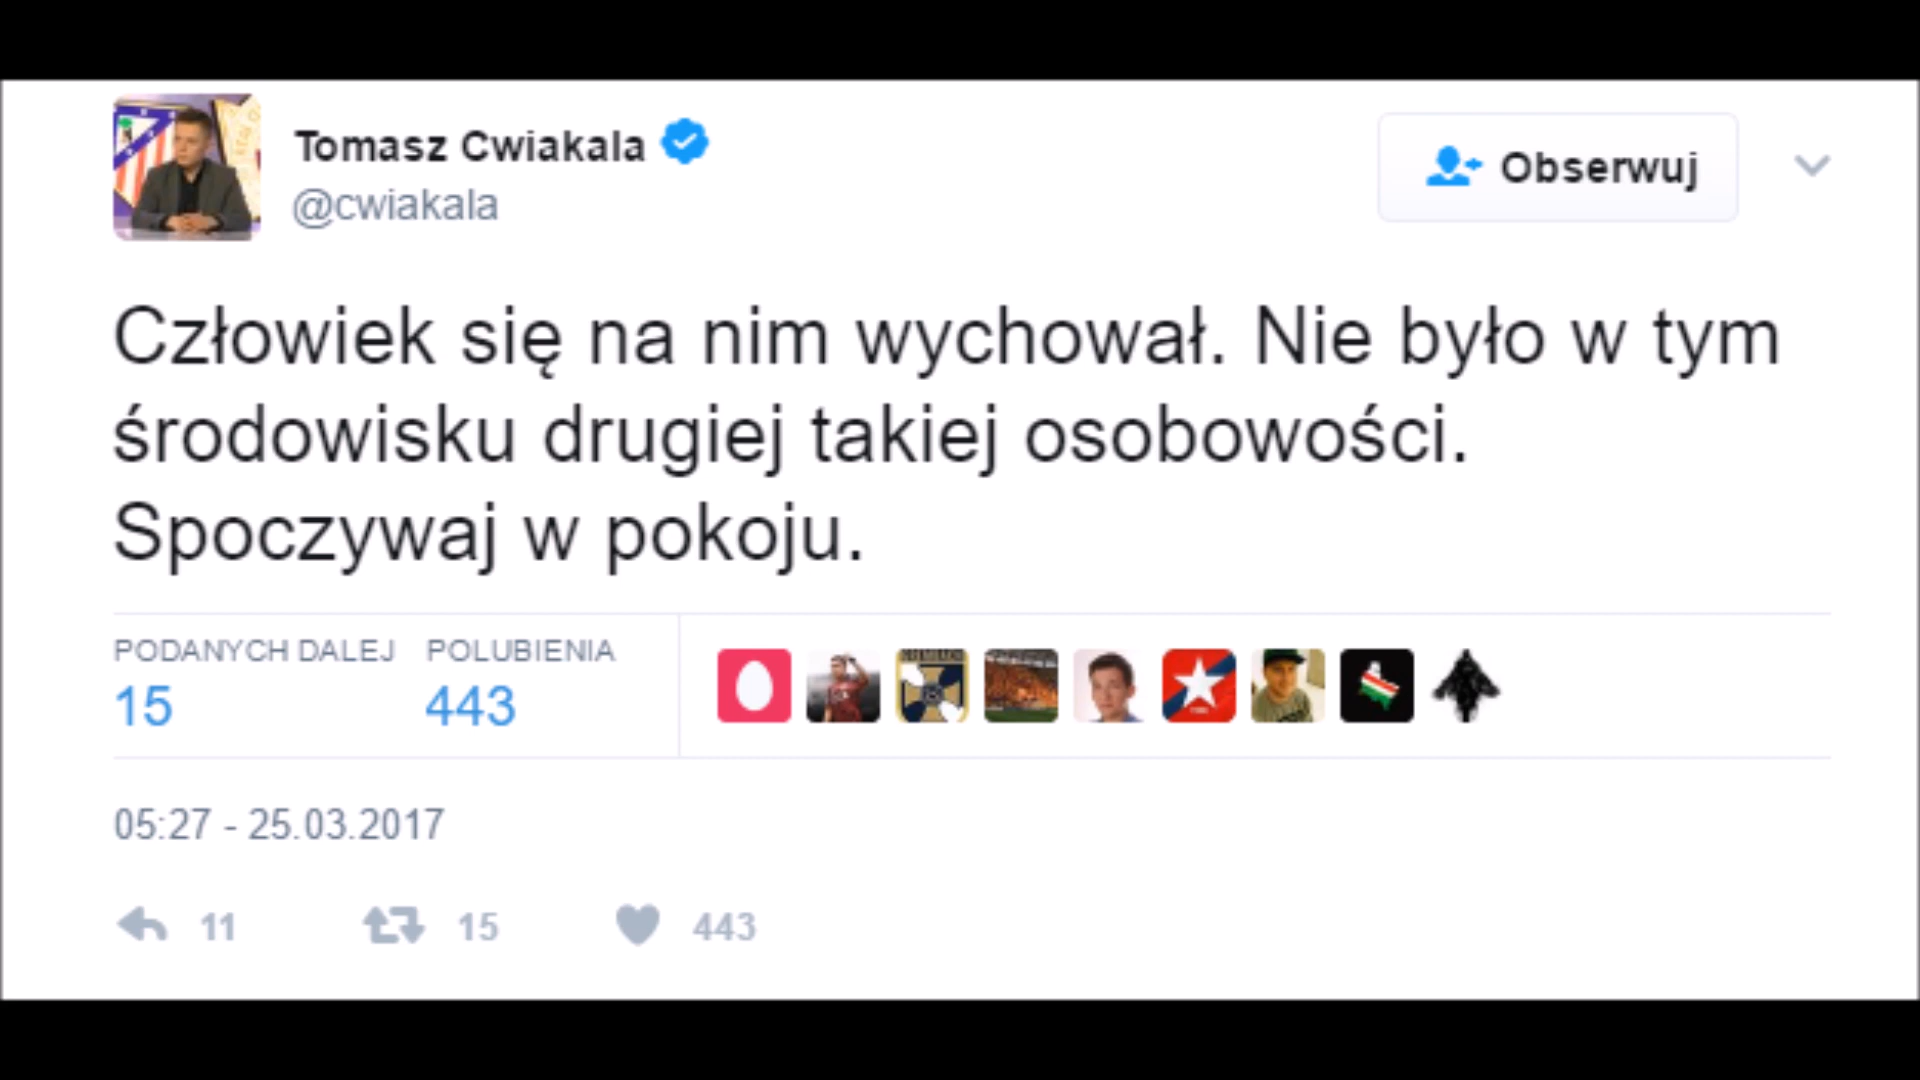 Tomasz Cwiakala
@cwiakala
Obserwuj
Człowiek się na nim wychował. Nie było w tym
środowisku drugiej takiej osobowości.
Spoczywaj w pokoju.
PODANYCH DALEJ POLUBIENIA
15 443
05:27 - 25.03.2017
11 15 443